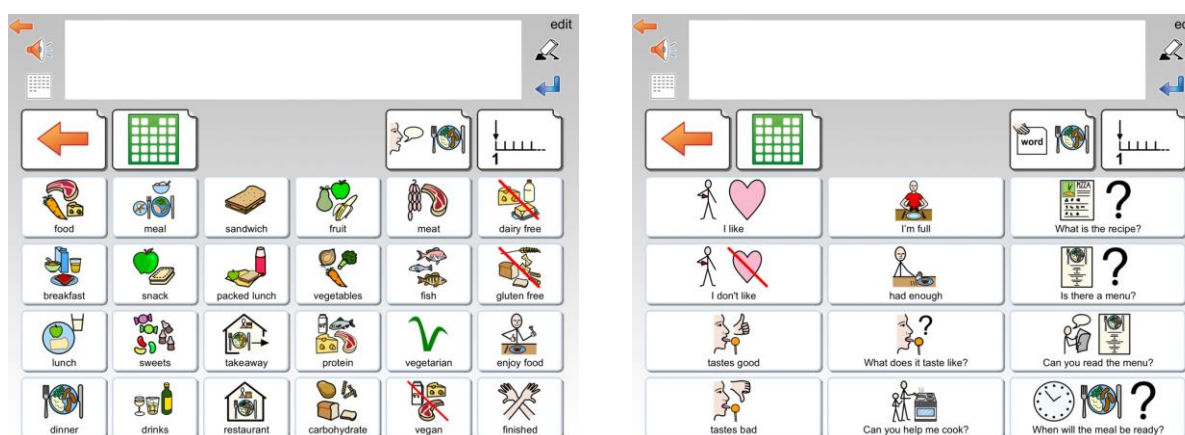 edit
1
food meal sandwich fruit meat dairy free
breakfast snack packed lunch vegetables fish gluten free
lunch sweets takeaway protein vegetarian enjoy food
dinner drinks restaurant carbohydrate vegan finished
ed
word
1
I like I'm full PIZZA What is the recipe?
I don't like had enough Is there a menu?
tastes good What does it taste like? Can you read the menu?
tastes bad Can you help me cook? When will the meal be ready?